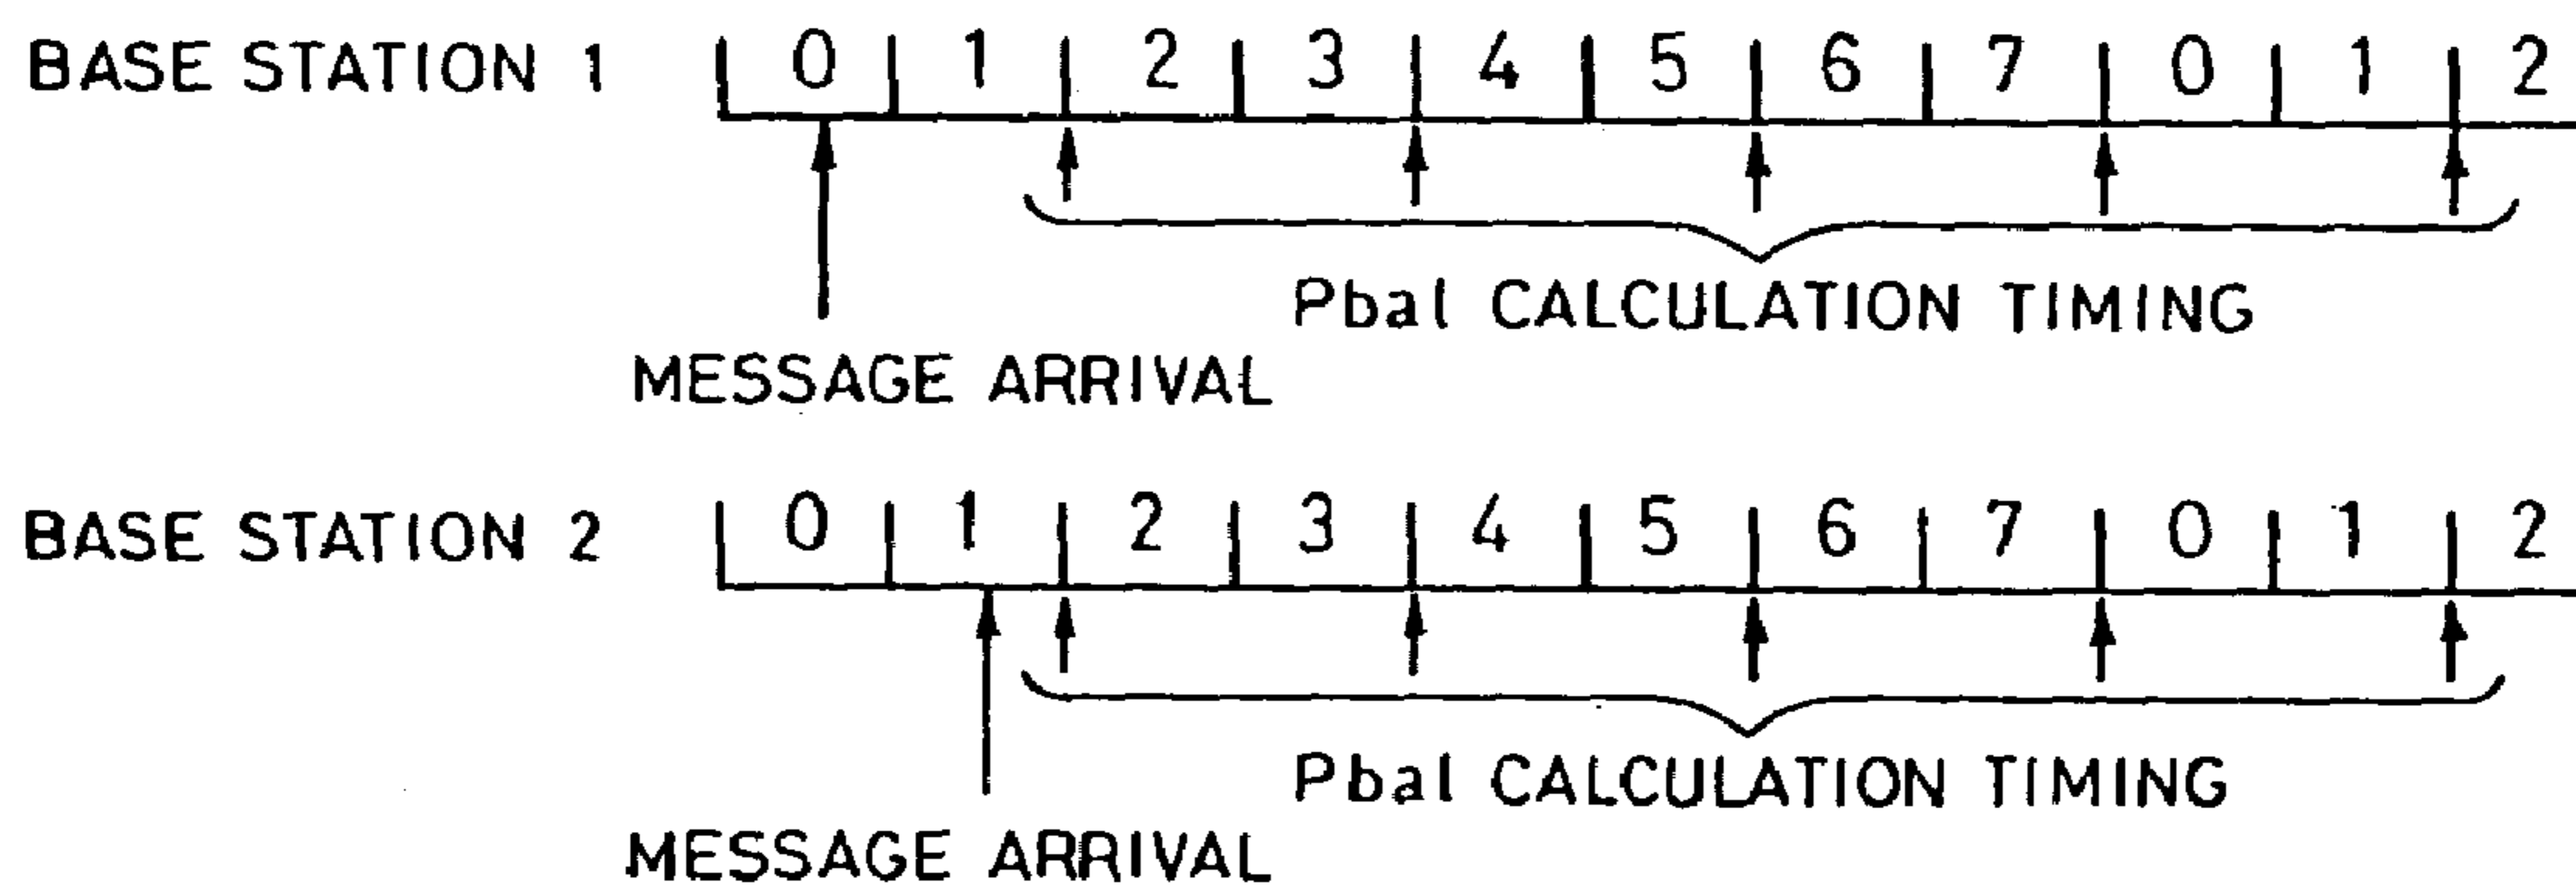 BASE STATION 1 0 1 2 3 4 5 6 7 0 1 2
Pbal CALCULATION TIMING
MESSAGE ARRIVAL
BASE STATION 2 0 1 2 3 4 5 6 7 0 1 2
Pbal CALCULATION TIMING
MESSAGE ARRIVAL